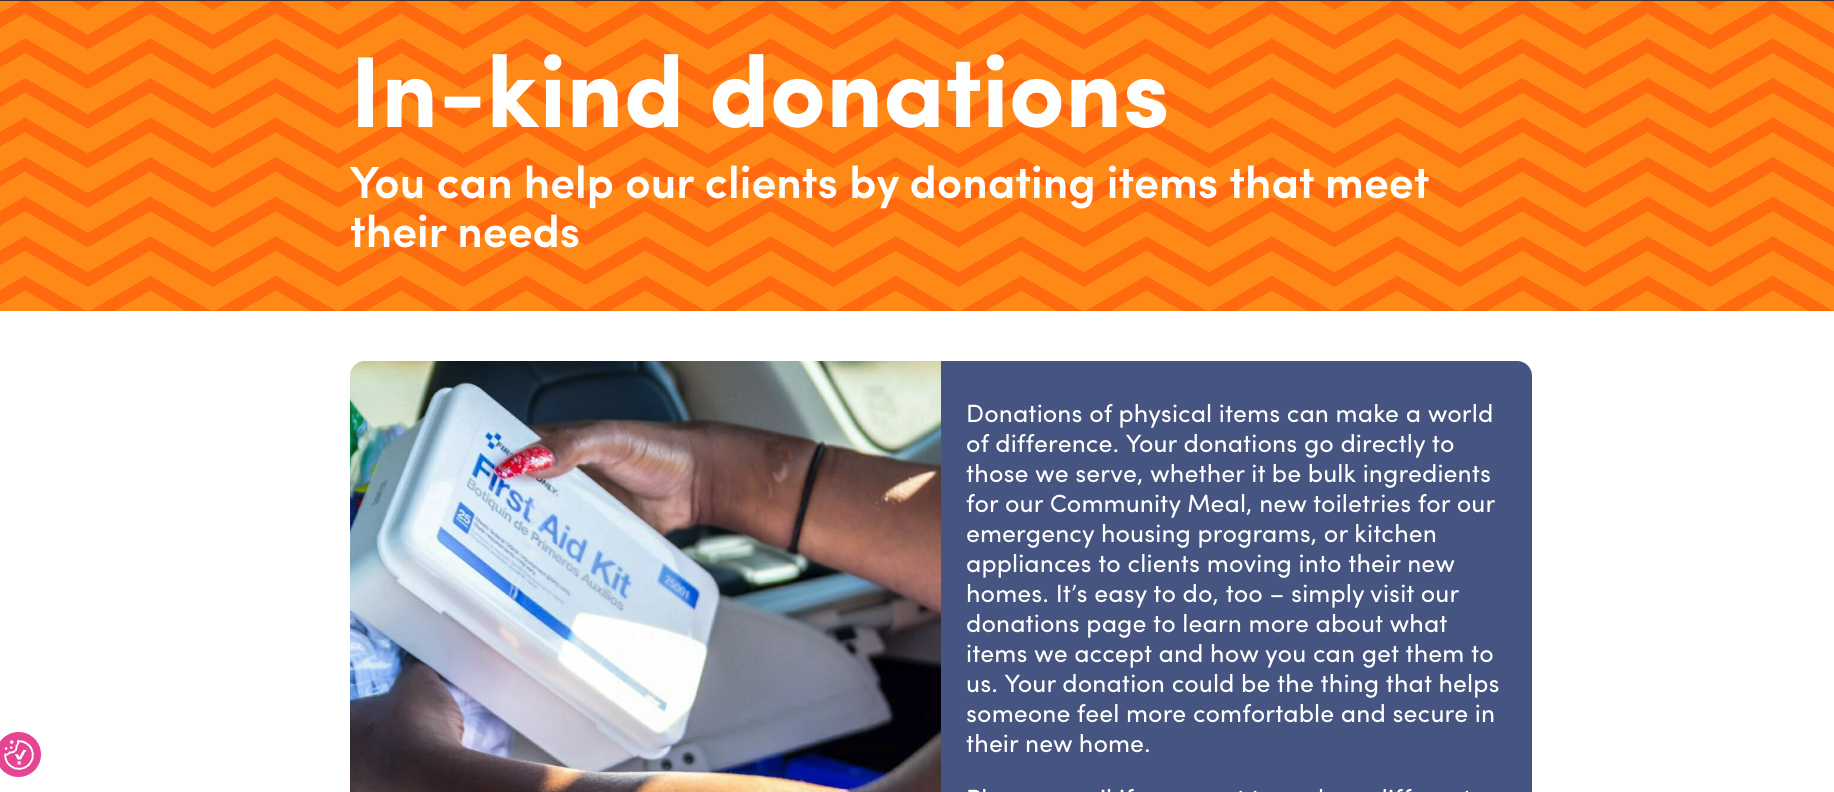 In-kind donations
You can help our clients by donating items that meet
their needs
First Aid Kit
Botiquín de Primeros Auxilios
25
25001
Donations of physical items can make a world
of difference. Your donations go directly to
those we serve, whether it be bulk ingredients
for our Community Meal, new toiletries for our
emergency housing programs, or kitchen
appliances to clients moving into their new
homes. It’s easy to do, too – simply visit our
donations page to learn more about what
items we accept and how you can get them to
us. Your donation could be the thing that helps
someone feel more comfortable and secure in
their new home.